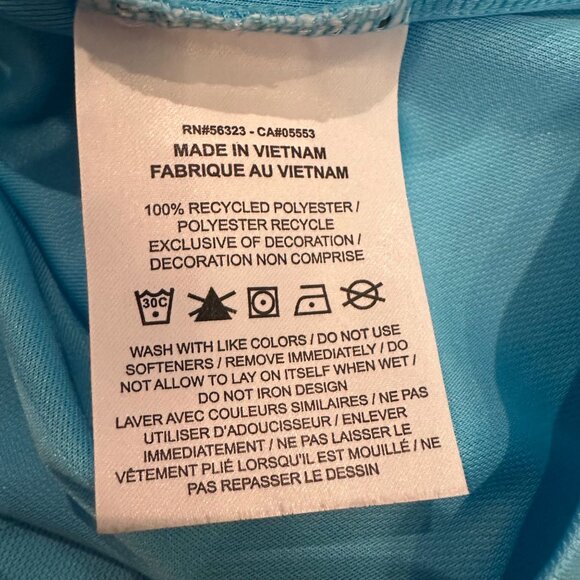 RN#56323 - CA#05553
MADE IN VIETNAM
FABRIQUE AU VIETNAM
100% RECYCLED POLYESTER /
POLYESTER RECYCLE
EXCLUSIVE OF DECORATION /
DECORATION NON COMPRISE
30C
WASH WITH LIKE COLORS / DO NOT USE
SOFTENERS / REMOVE IMMEDIATELY / DO
NOT ALLOW TO LAY ON ITSELF WHEN WET /
DO NOT IRON DESIGN
LAVER AVEC COULEURS SIMILAIRES / NE PAS
UTILISER D'ADOUCISSEUR / ENLEVER
IMMEDIATEMENT / NE PAS LAISSER LE
VÊTEMENT PLIÉ LORSQU'IL EST MOUILLÉ / NE
PAS REPASSER LE DESSIN